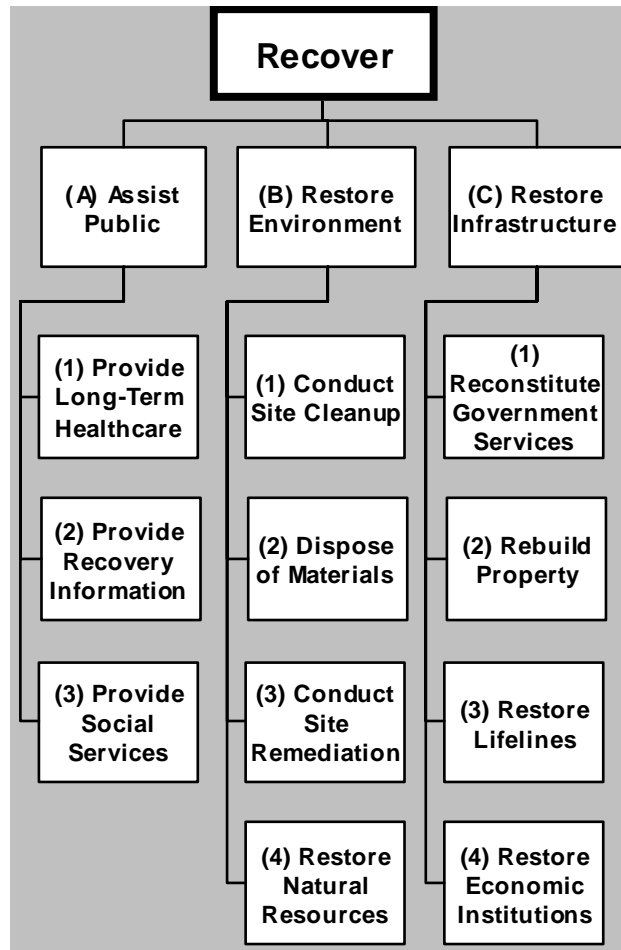 Recover
(A) Assist
Public
(B) Restore
Environment
(C) Restore
Infrastructure
(1) Provide
Long-Term
Healthcare
(2) Provide
Recovery
Information
(3) Provide
Social
Services
(1) Conduct
Site Cleanup
(2) Dispose
of Materials
(3) Conduct
Site
Remediation
(4) Restore
Natural
Resources
(1)
Reconstitute
Government
Services
(2) Rebuild
Property
(3) Restore
Lifelines
(4) Restore
Economic
Institutions